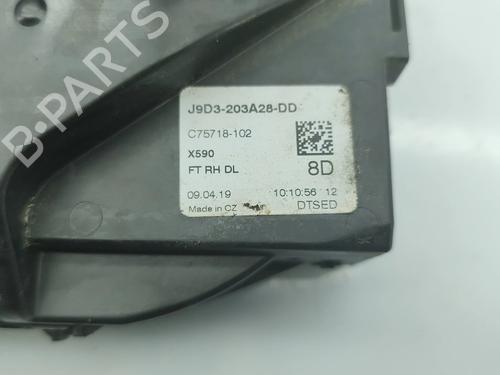 J9D3-203A28-DD
C75718-102
X590
FT RH DL
8D
09.04.19 10:10:56 12
Made in CZ
DTSED
B-PARTS